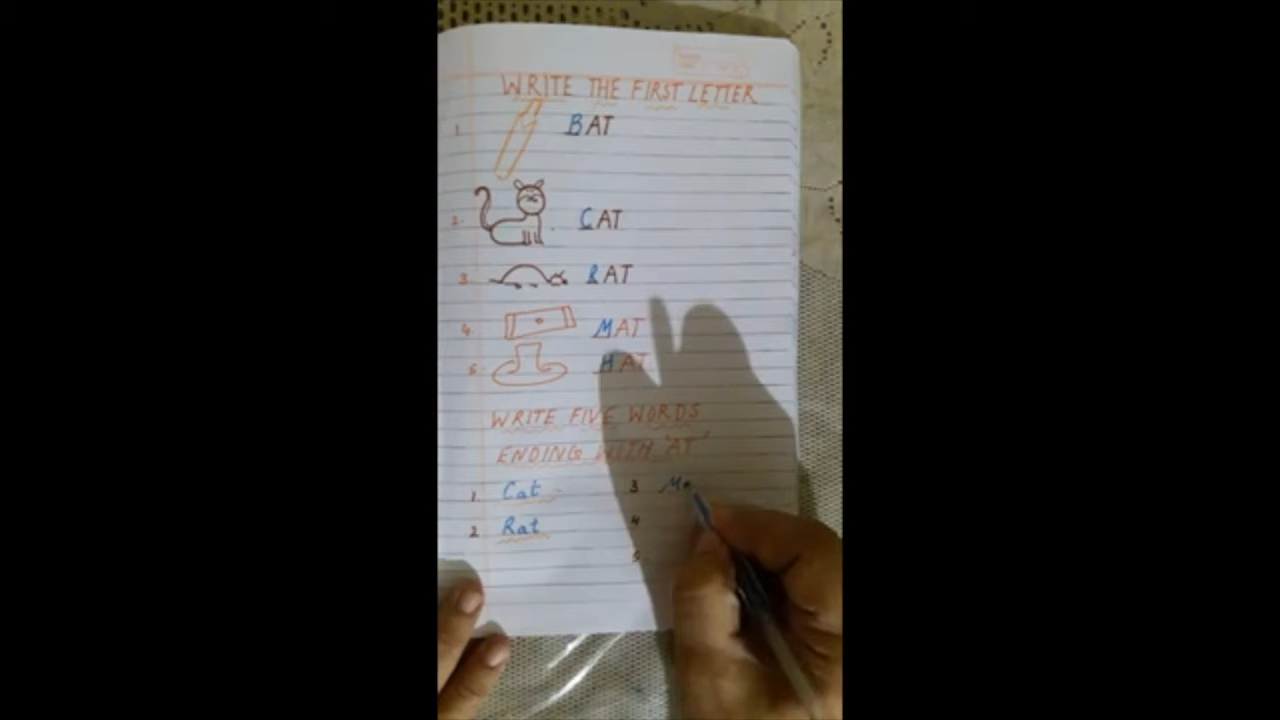 WRITE THE FIRST LETTER
1. BAT
2. CAT
3 RAT
4. MAT
5. HAT
WRITE FIVE WORDS
ENDING WITH 'AT'
1. Cat 3 Ma
2. Rat 4
5.